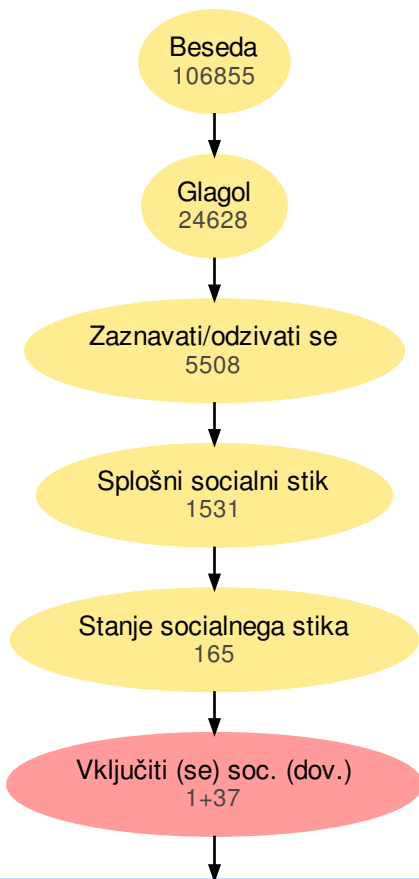 Beseda
106855
Glagol
24628
Zaznavati/odzivati se
5508
Splošni socialni stik
1531
Stanje socialnega stika
165
Vključiti (se) soc. (dov.)
1+37